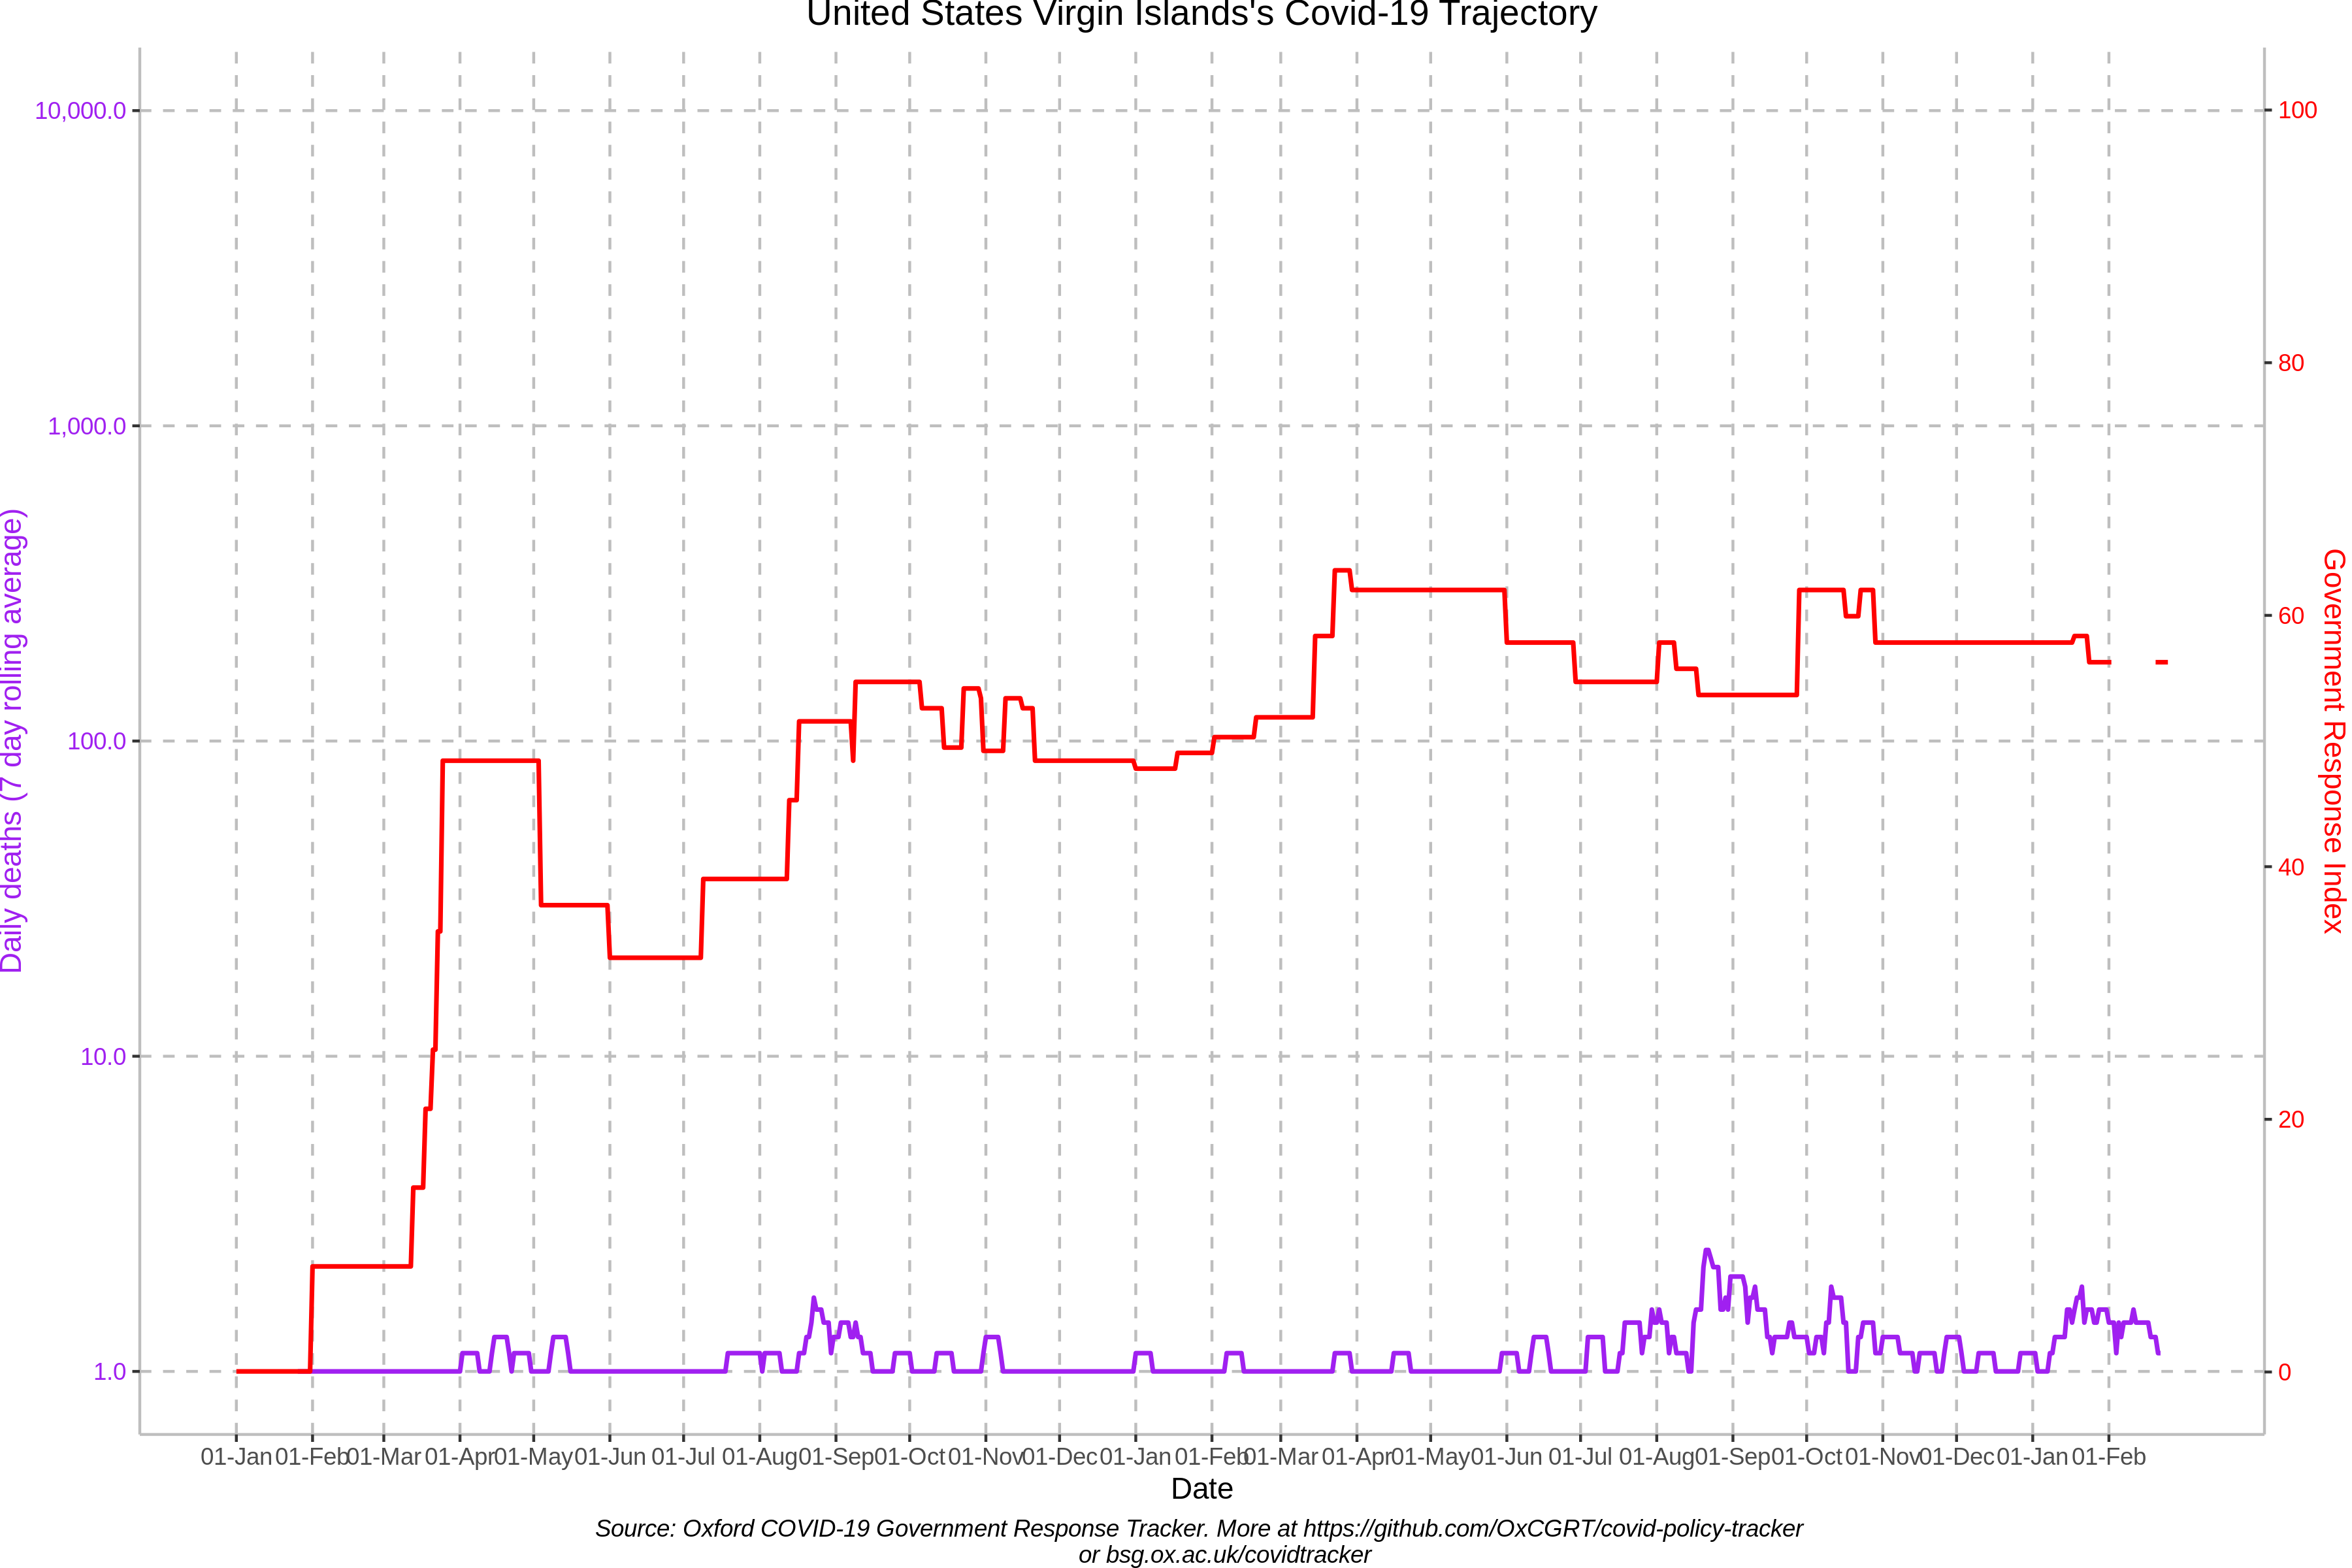 United States Virgin Islands's Covid-19 Trajectory
10,000.0
1,000.0
100.0
10.0
1.0
Daily deaths (7 day rolling average)
100
80
60
40
20
0
Government Response Index
01-Jan 01-Feb 01-Mar 01-Apr 01-May 01-Jun 01-Jul 01-Aug 01-Sep 01-Oct 01-Nov 01-Dec 01-Jan 01-Feb 01-Mar 01-Apr 01-May 01-Jun 01-Jul 01-Aug 01-Sep 01-Oct 01-Nov 01-Dec 01-Jan 01-Feb
Date
Source: Oxford COVID-19 Government Response Tracker. More at https://github.com/OxCGRT/covid-policy-tracker
or bsg.ox.ac.uk/covidtracker